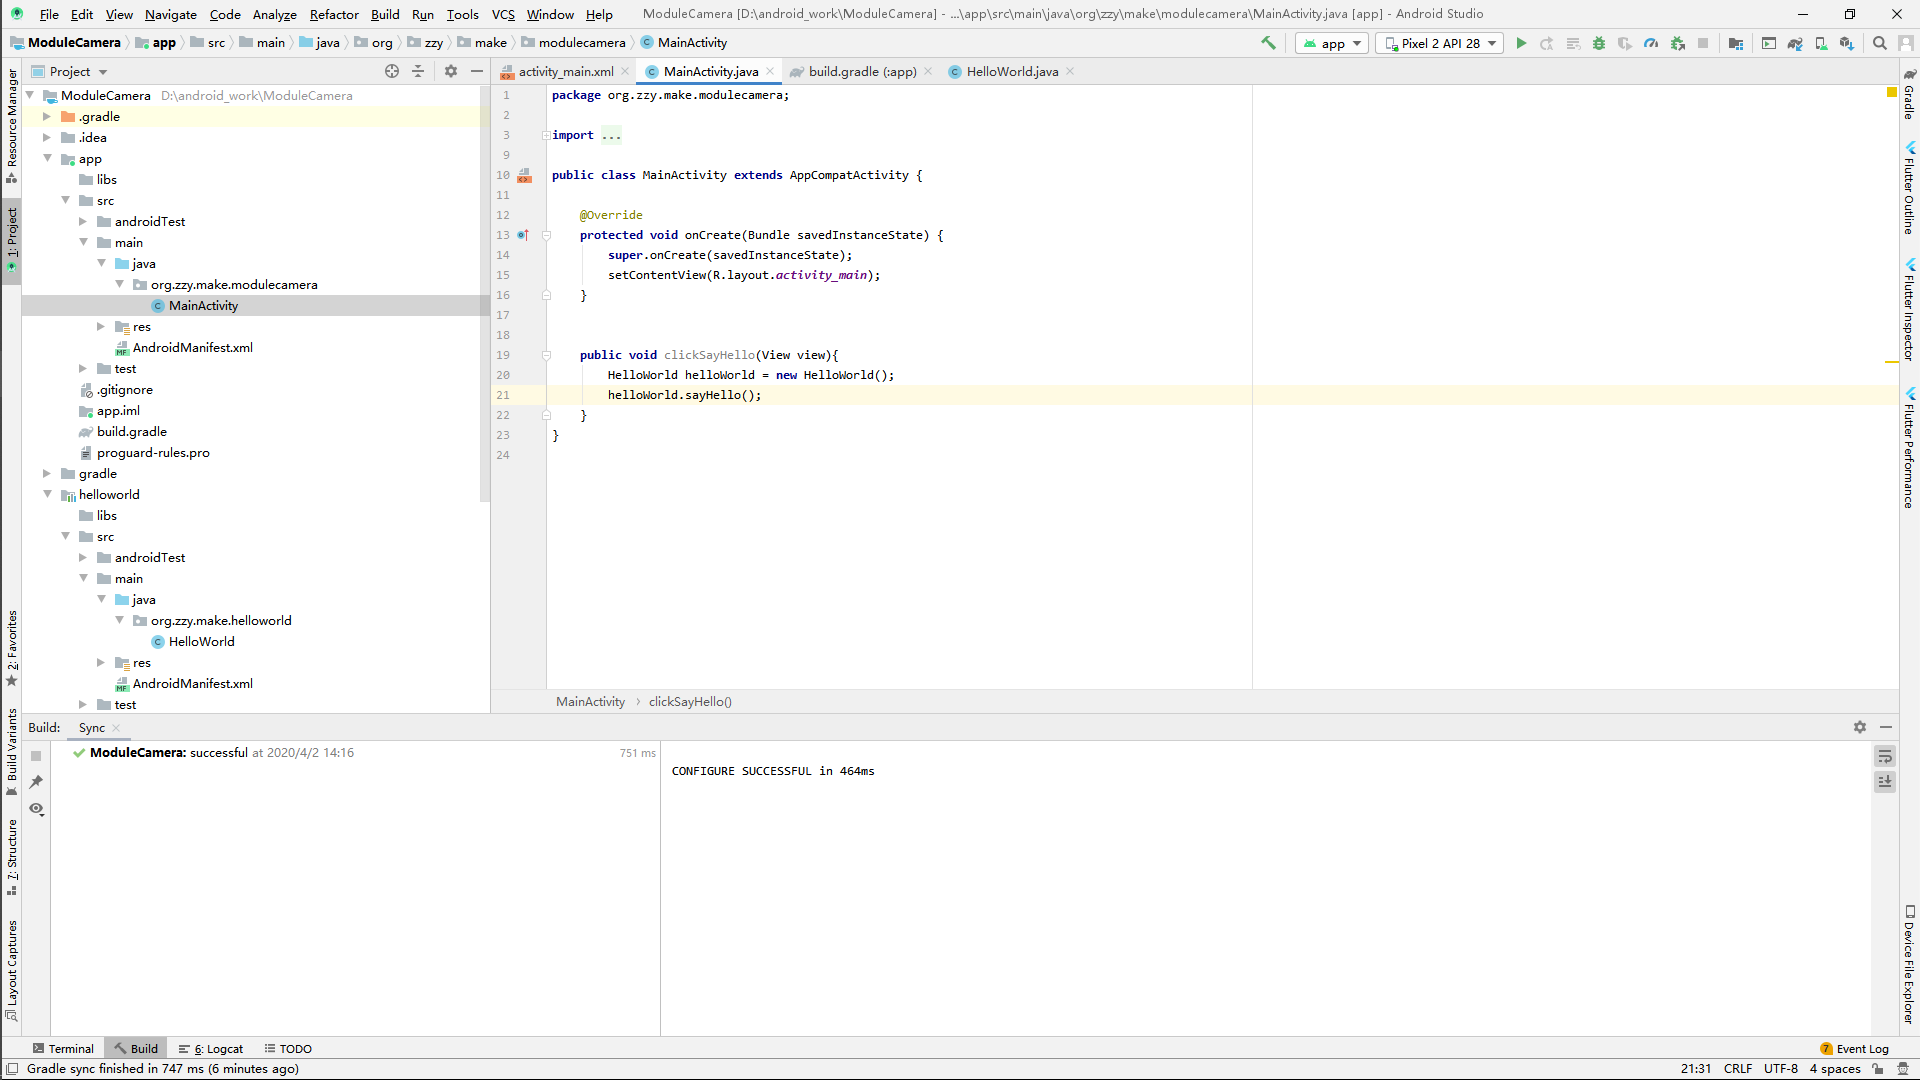 File Edit View Navigate Code Analyze Refactor Build Run Tools VCS Window Help ModuleCamera [D:\android_work\ModuleCamera] - ...\app\src\main\java\org\zzy\make\modulecamera\MainActivity.java [app] - Android Studio
ModuleCamera app src main java org zzy make modulecamera MainActivity app Pixel 2 API 28
Project
activity_main.xml MainActivity.java build.gradle (:app) HelloWorld.java
ModuleCamera D:\android_work\ModuleCamera
.gradle
.idea
app
libs
src
androidTest
main
java
org.zzy.make.modulecamera
MainActivity
res
AndroidManifest.xml
test
.gitignore
app.iml
build.gradle
proguard-rules.pro
gradle
helloworld
libs
src
androidTest
main
java
org.zzy.make.helloworld
HelloWorld
res
AndroidManifest.xml
test
1 package org.zzy.make.modulecamera;
2
3 import ...
9
10 public class MainActivity extends AppCompatActivity {
11
12 @Override
13 protected void onCreate(Bundle savedInstanceState) {
14 super.onCreate(savedInstanceState);
15 setContentView(R.layout.activity_main);
16 }
17
18
19 public void clickSayHello(View view){
20 HelloWorld helloWorld = new HelloWorld();
21 helloWorld.sayHello();
22 }
23 }
24
MainActivity › clickSayHello()
Resource Manager
1: Project
2: Favorites
Build Variants
7: Structure
Layout Captures
Gradle
Flutter Outline
Flutter Inspector
Flutter Performance
Device File Explorer
Build: Sync
ModuleCamera: successful at 2020/4/2 14:16 751 ms
CONFIGURE SUCCESSFUL in 464ms
Terminal Build 6: Logcat TODO 7 Event Log
Gradle sync finished in 747 ms (6 minutes ago) 21:31 CRLF UTF-8 4 spaces